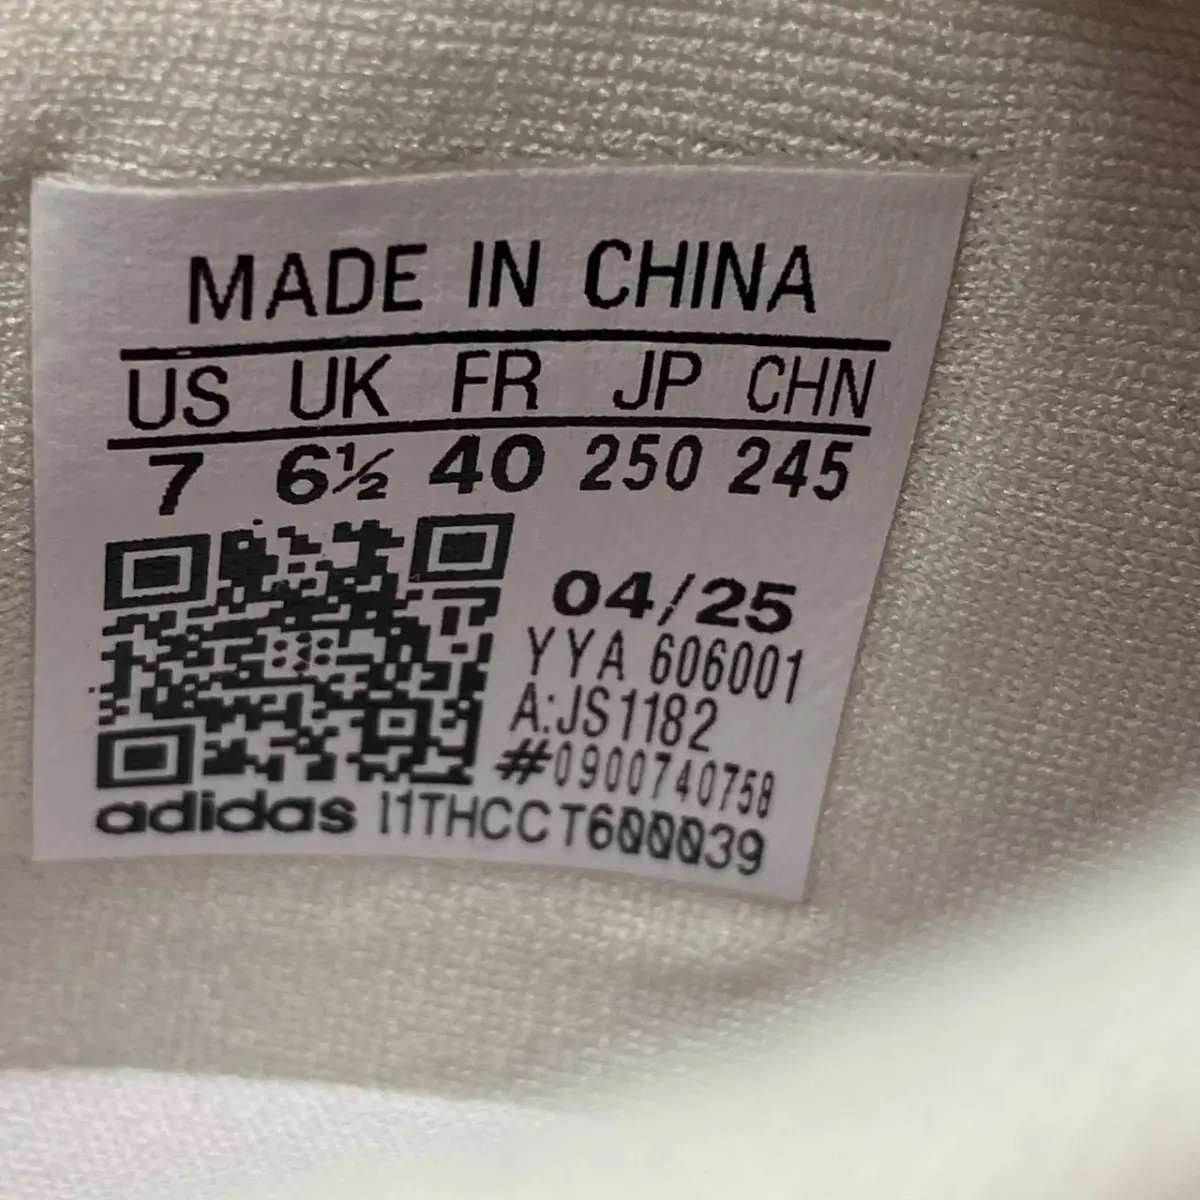 MADE IN CHINA
US UK FR JP CHN
7 6½ 40 250 245
04/25
YYA 606001
A:JS1182
#0900740758
adidas I1THCCT600039